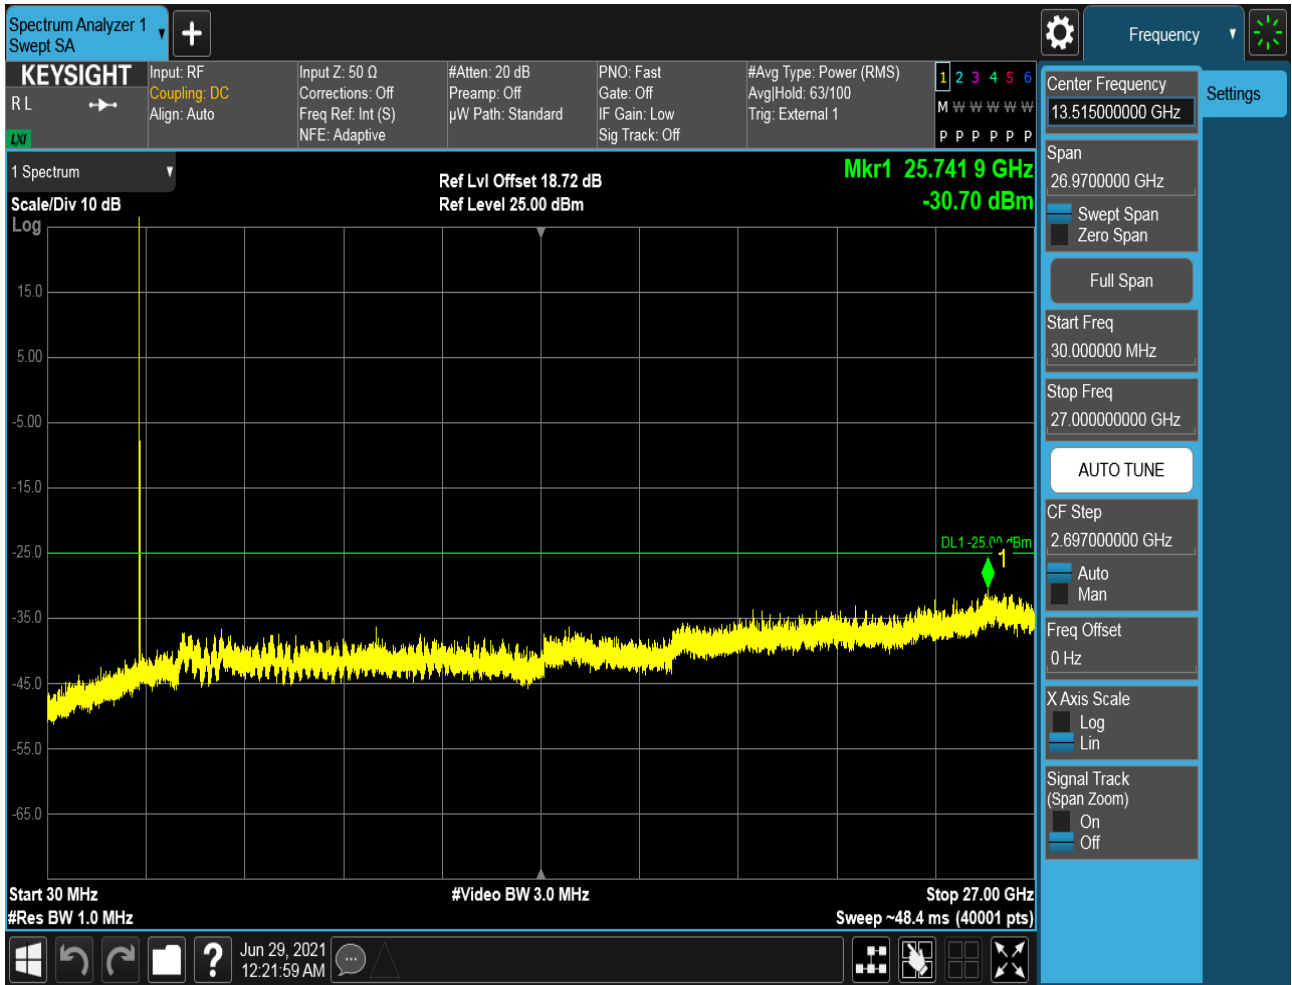 Spectrum Analyzer 1
Swept SA
Frequency
KEYSIGHT
R L
LXI
Input: RF
Coupling: DC
Align: Auto
Input Z: 50 Ω
Corrections: Off
Freq Ref: Int (S)
NFE: Adaptive
#Atten: 20 dB
Preamp: Off
µW Path: Standard
PNO: Fast
Gate: Off
IF Gain: Low
Sig Track: Off
#Avg Type: Power (RMS)
Avg|Hold: 63/100
Trig: External 1
1 2 3 4 5 6
M W W W W W
P P P P P P
1 Spectrum
Scale/Div 10 dB
Log
Ref Lvl Offset 18.72 dB
Ref Level 25.00 dBm
Mkr1 25.741 9 GHz
-30.70 dBm
15.0
5.00
-5.00
-15.0
-25.0
-35.0
-45.0
-55.0
-65.0
DL1 -25.00 dBm
1
Start 30 MHz
#Res BW 1.0 MHz
#Video BW 3.0 MHz
Stop 27.00 GHz
Sweep ~48.4 ms (40001 pts)
Center Frequency
13.515000000 GHz
Span
26.9700000 GHz
Swept Span
Zero Span
Full Span
Start Freq
30.000000 MHz
Stop Freq
27.000000000 GHz
AUTO TUNE
CF Step
2.697000000 GHz
Auto
Man
Freq Offset
0 Hz
X Axis Scale
Log
Lin
Signal Track
(Span Zoom)
On
Off
Settings
?
Jun 29, 2021
12:21:59 AM